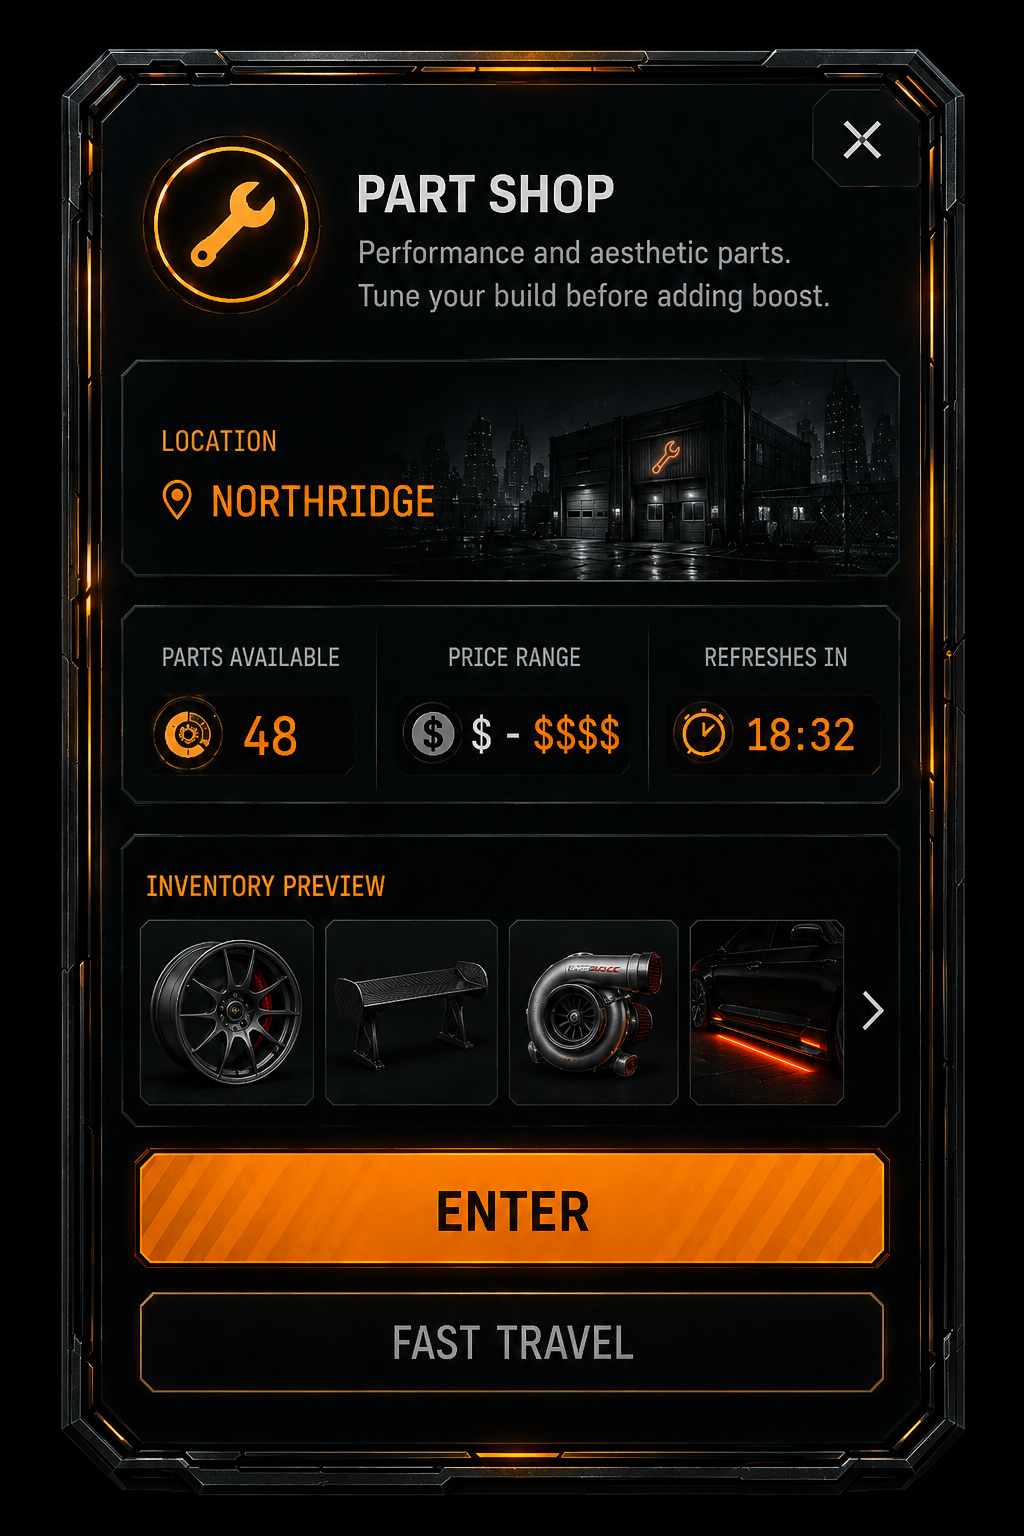 PART SHOP
Performance and aesthetic parts.
Tune your build before adding boost.
LOCATION
NORTHRIDGE
PARTS AVAILABLE
PRICE RANGE
REFRESHES IN
48
$
$ - $$$$
18:32
INVENTORY PREVIEW
ENTER
FAST TRAVEL